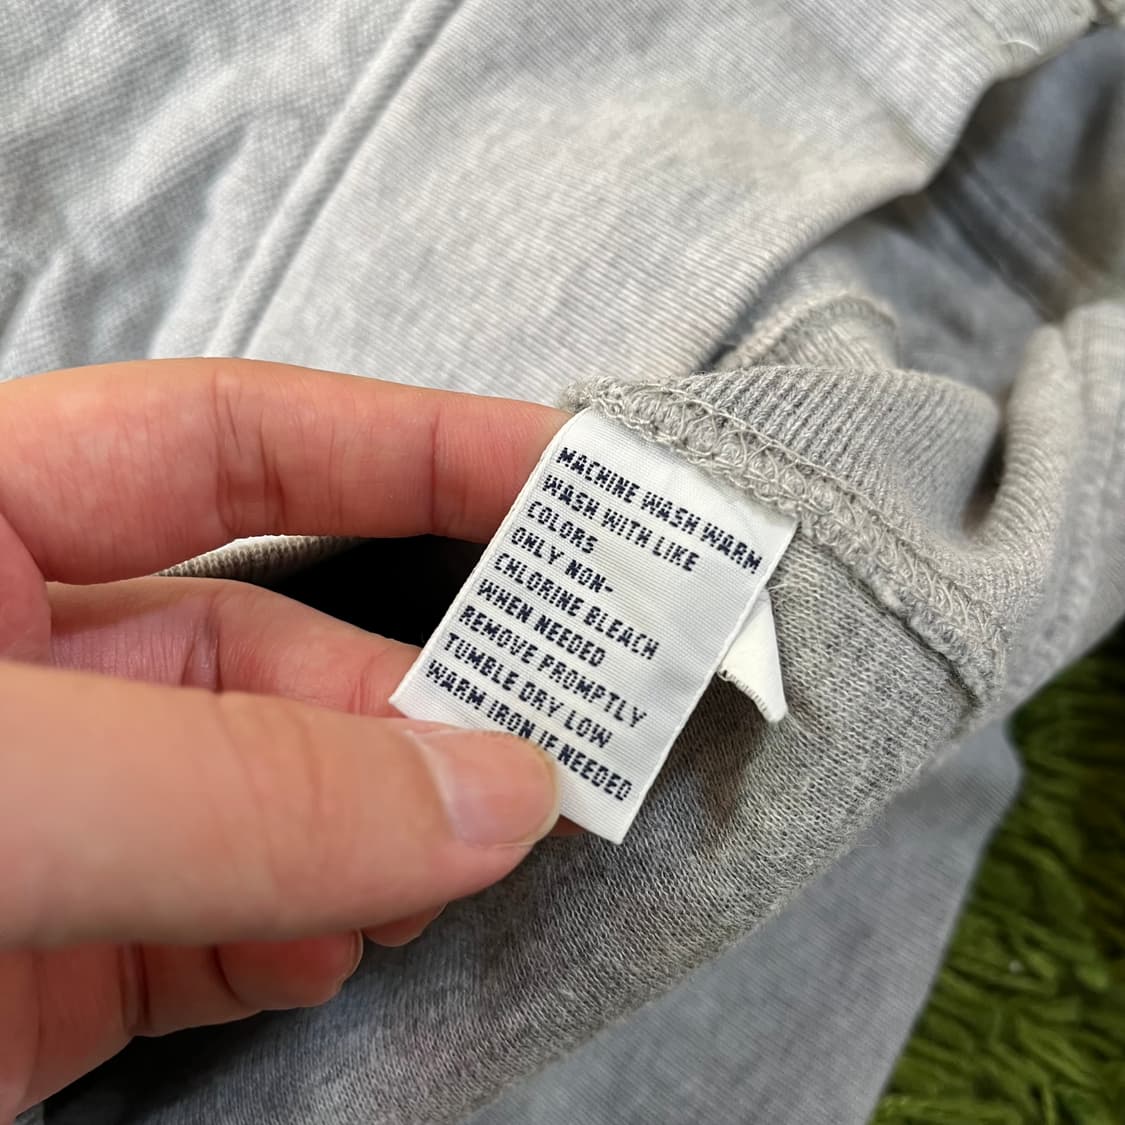 MACHINE WASH WARM
WASH WITH LIKE
COLORS
ONLY NON-
CHLORINE BLEACH
WHEN NEEDED
REMOVE PROMPTLY
TUMBLE DRY LOW
WARM IRON IF NEEDED